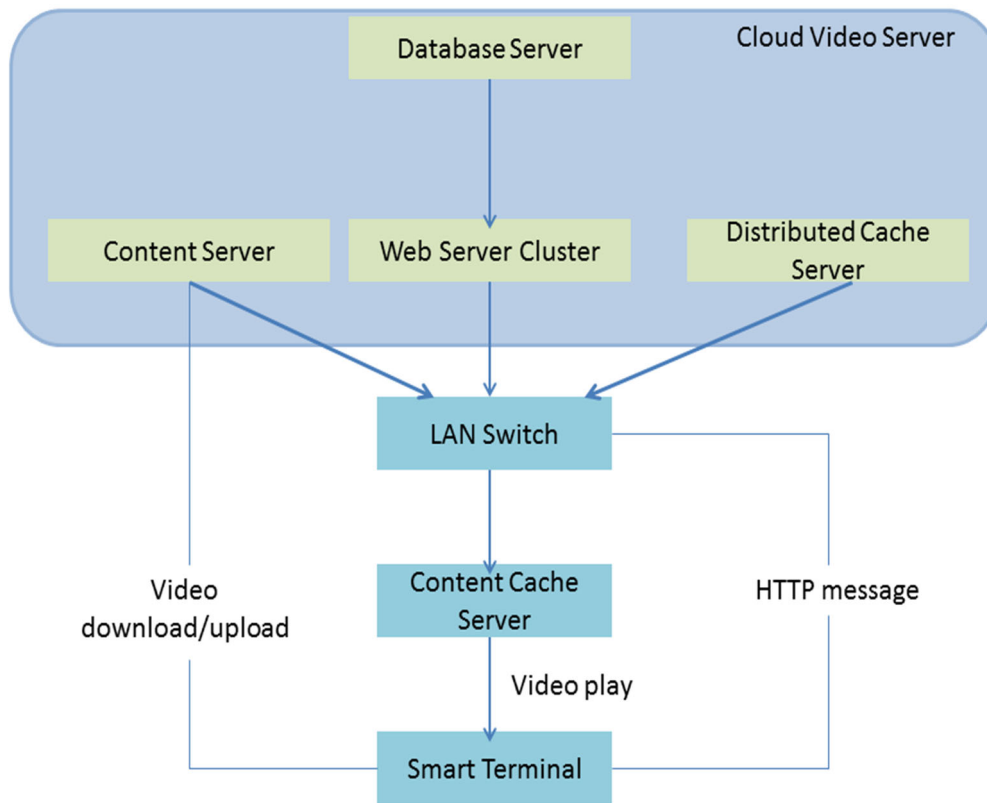 Cloud Video Server
Database Server
Content Server
Web Server Cluster
Distributed Cache
Server
LAN Switch
Content Cache
Server
Video
download/upload
HTTP message
Video play
Smart Terminal